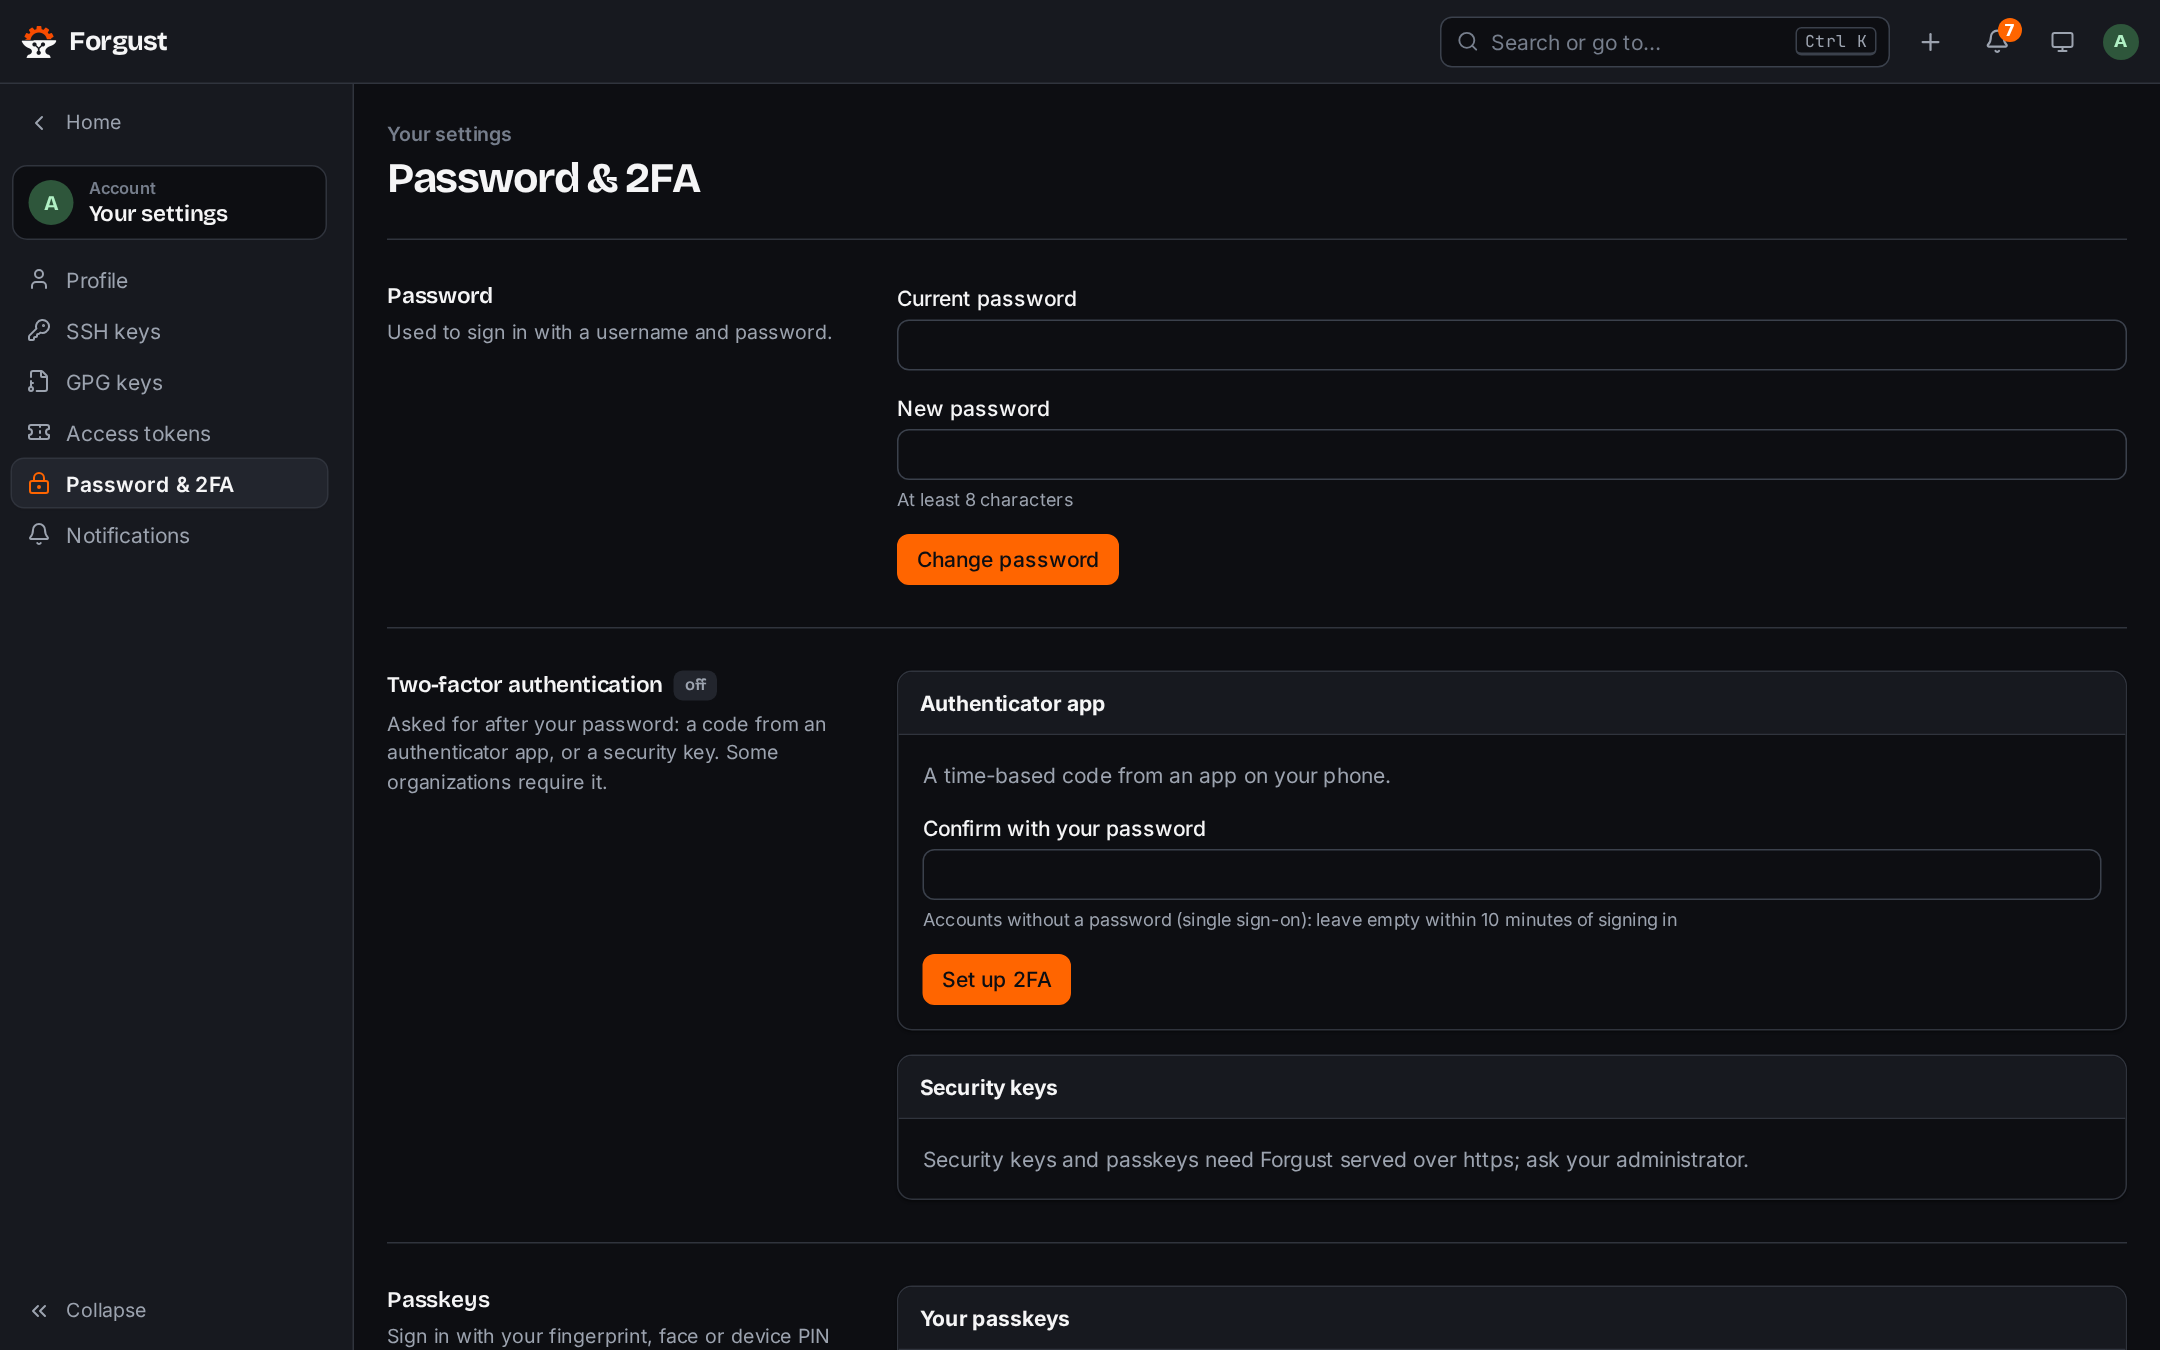 Forgust
Search or go to...
Ctrl K
7
A
Home
A
Account
Your settings
Profile
SSH keys
GPG keys
Access tokens
Password & 2FA
Notifications
Collapse
Your settings
Password & 2FA
Password
Used to sign in with a username and password.
Current password
New password
At least 8 characters
Change password
Two-factor authentication off
Asked for after your password: a code from an
authenticator app, or a security key. Some
organizations require it.
Authenticator app
A time-based code from an app on your phone.
Confirm with your password
Accounts without a password (single sign-on): leave empty within 10 minutes of signing in
Set up 2FA
Security keys
Security keys and passkeys need Forgust served over https; ask your administrator.
Passkeys
Sign in with your fingerprint, face or device PIN
Your passkeys